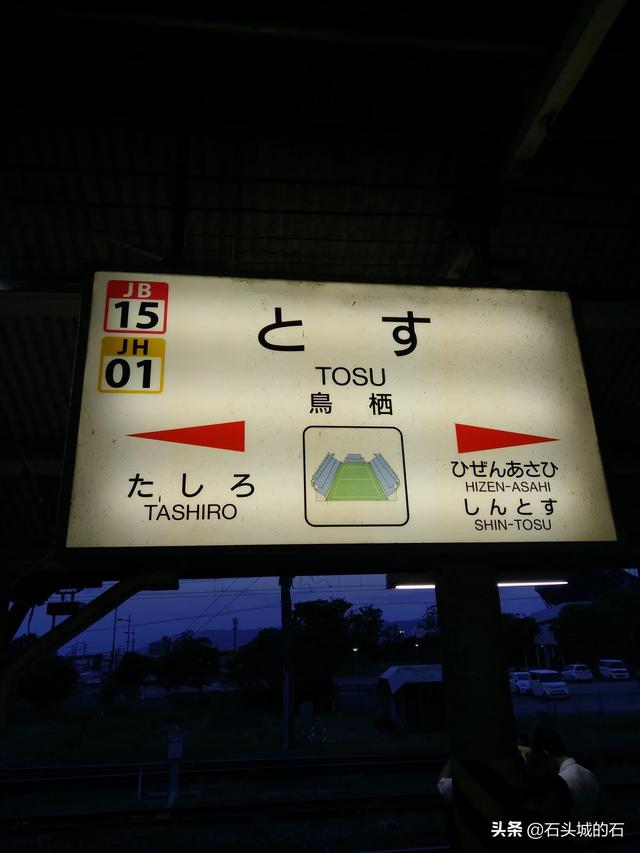 JB
15
JH
01
とす
TOSU
鳥栖
たしろ
TASHIRO
ひぜんあさひ
HIZEN-ASAHI
しんとす
SHIN-TOSU
头条 @石头城的石